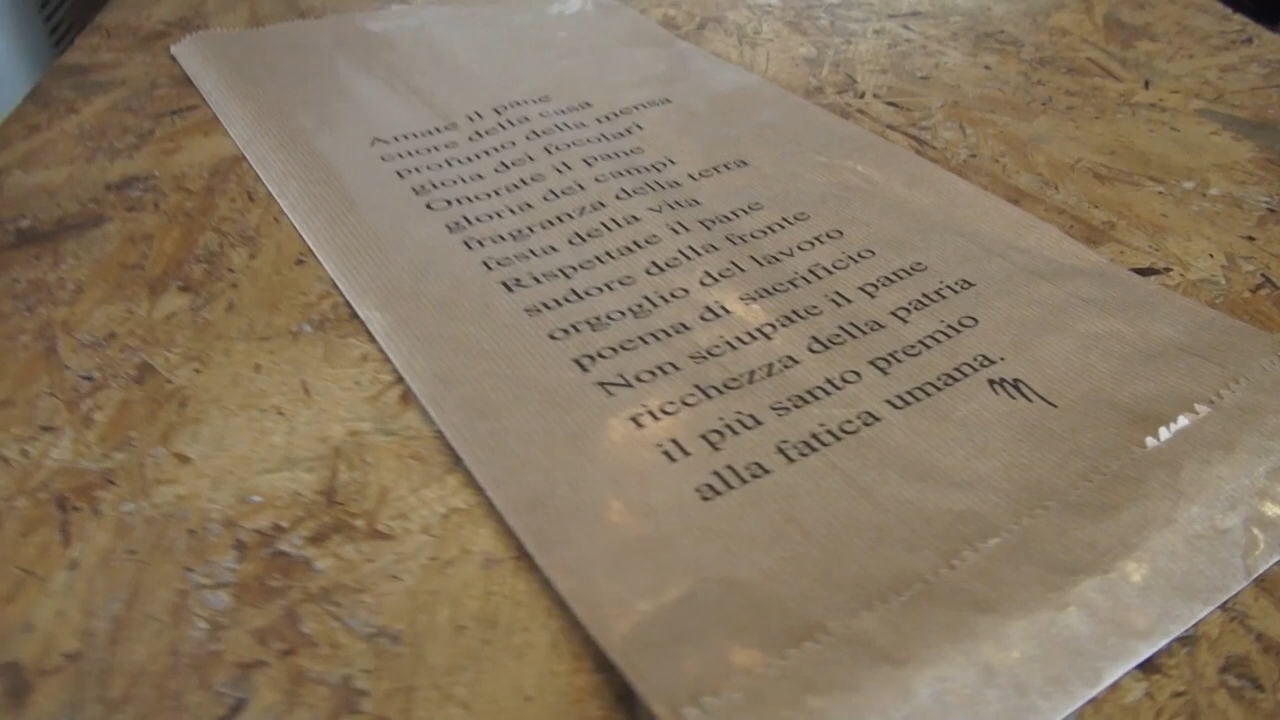 Amate il pane
cuore della casa
profumo della mensa
gioia dei focolari
Onorate il pane
gloria dei campi
fragranza della terra
festa della vita
Rispettate il pane
sudore della fronte
orgoglio del lavoro
poema di sacrificio
Non sciupate il pane
ricchezza della patria
il più santo premio
alla fatica umana.
M